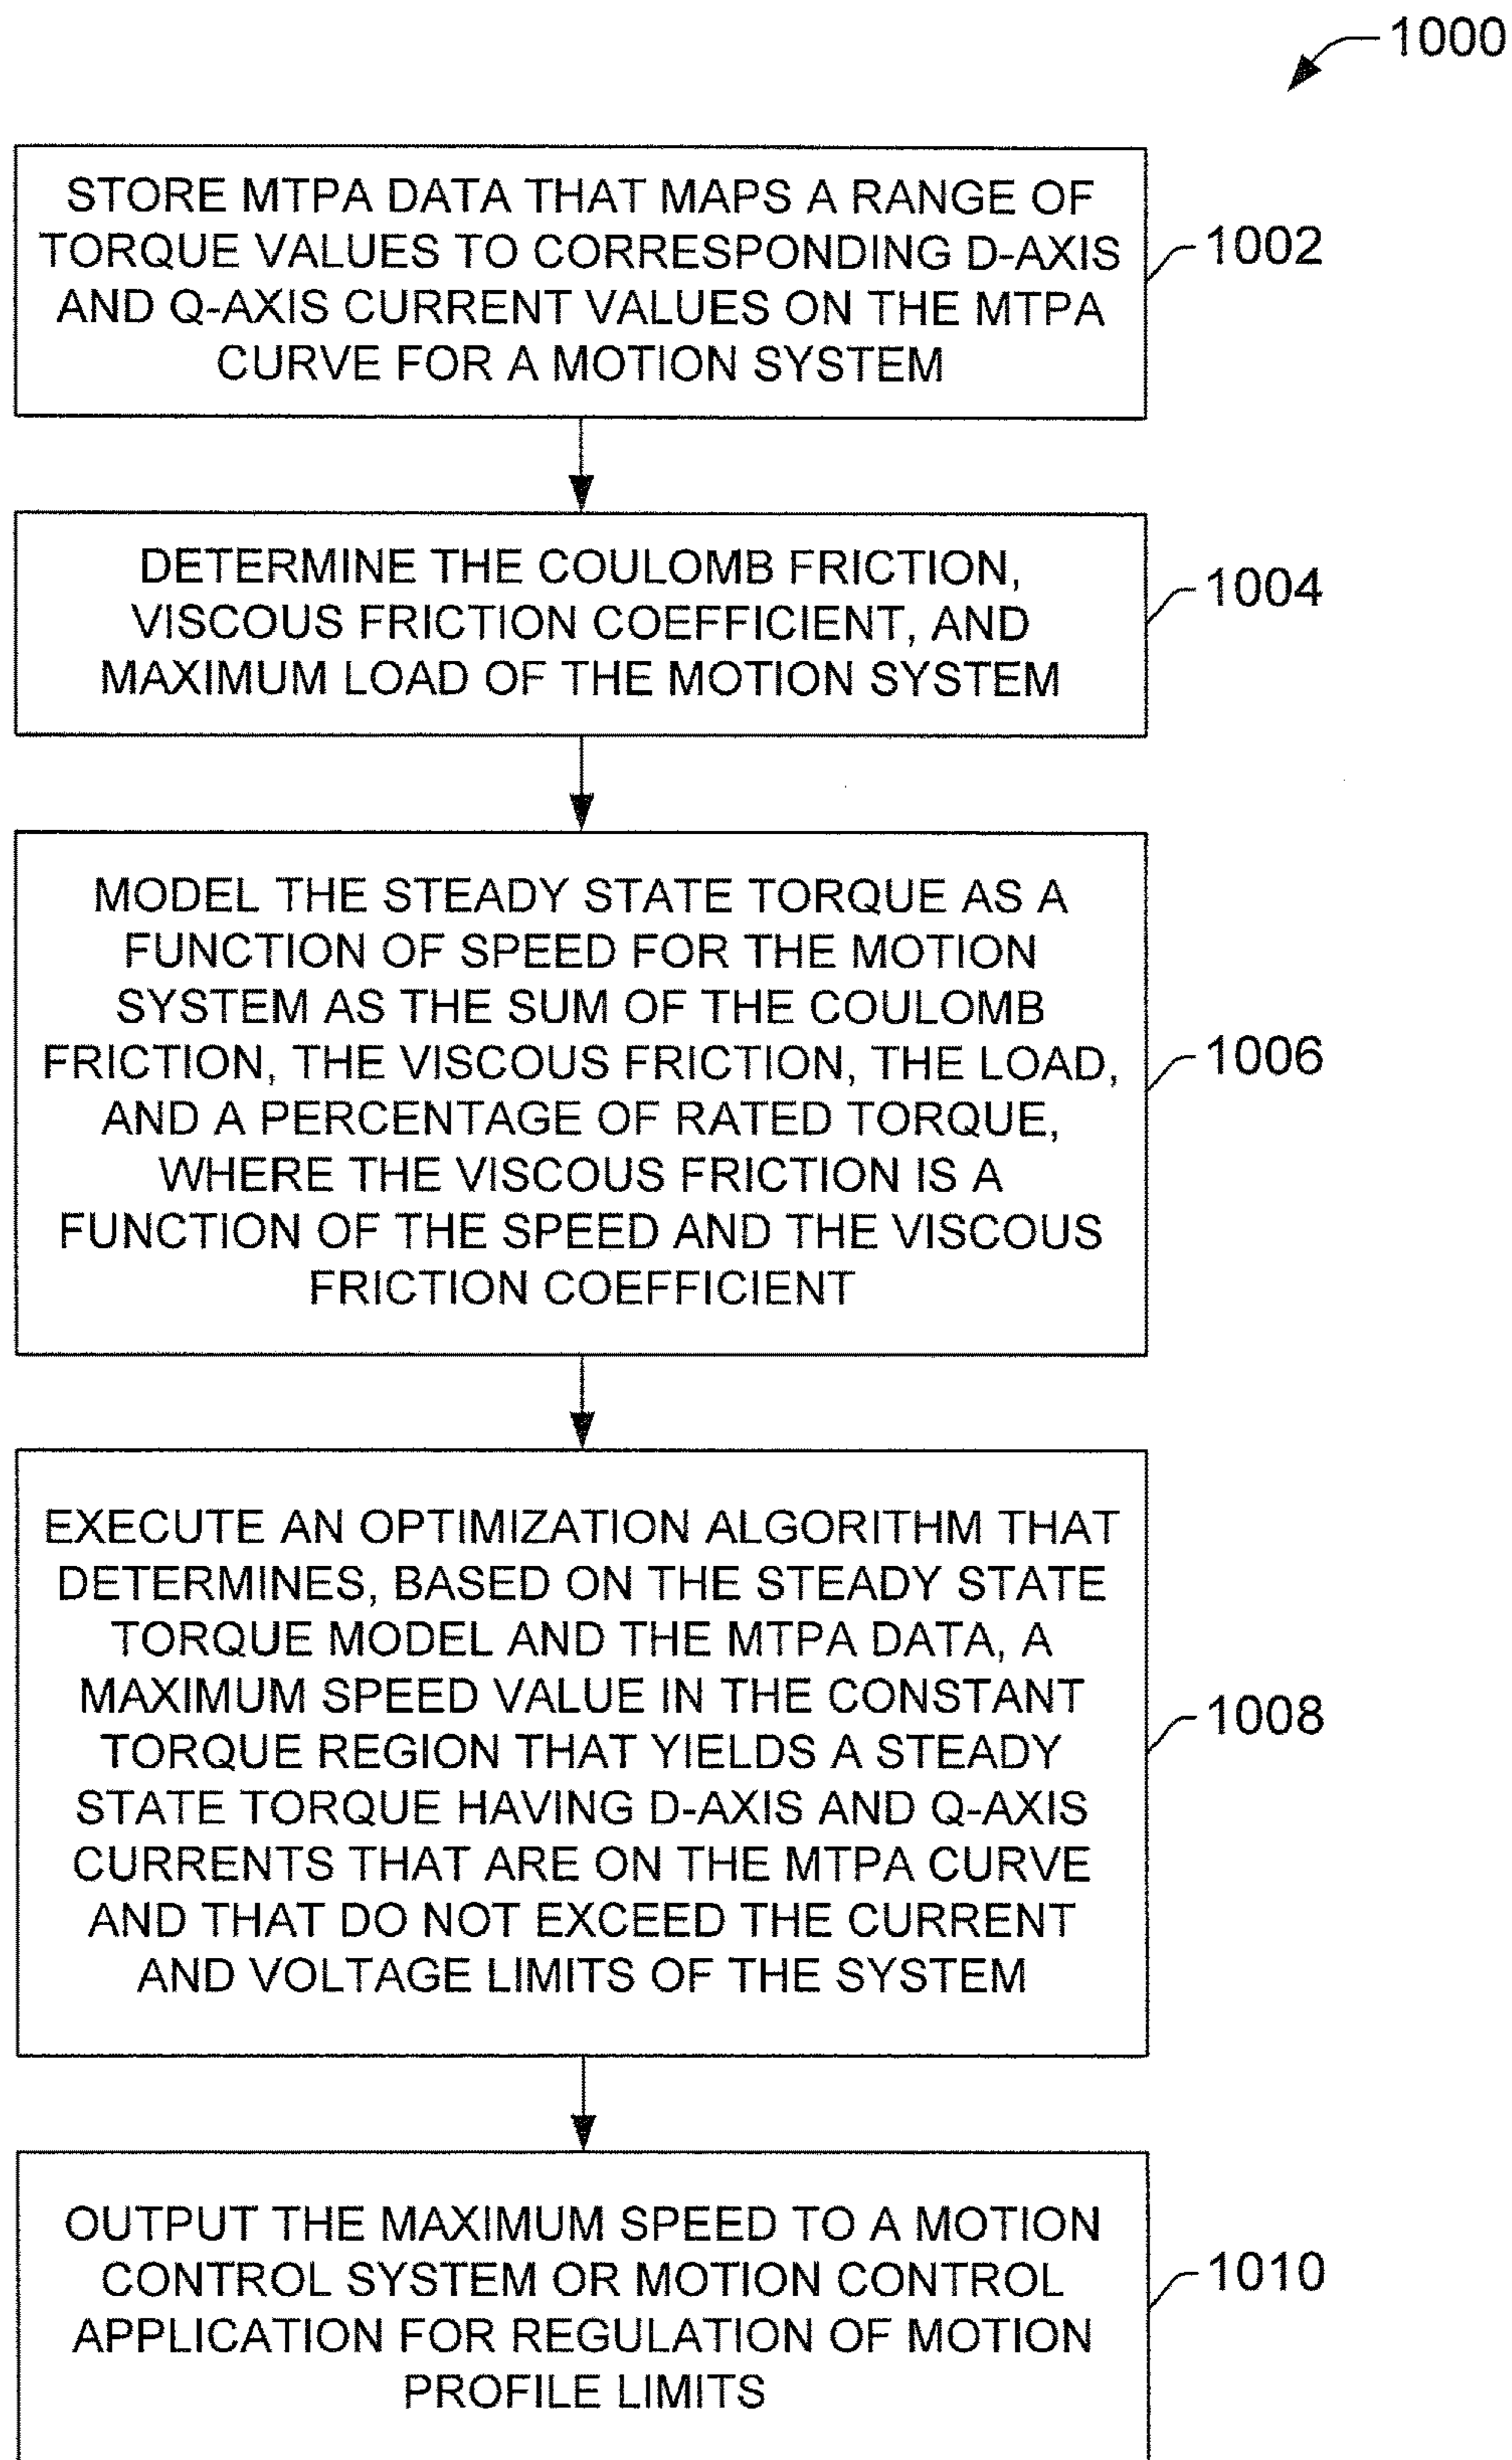 1000
STORE MTPA DATA THAT MAPS A RANGE OF
TORQUE VALUES TO CORRESPONDING D-AXIS
AND Q-AXIS CURRENT VALUES ON THE MTPA
CURVE FOR A MOTION SYSTEM
1002
DETERMINE THE COULOMB FRICTION,
VISCOUS FRICTION COEFFICIENT, AND
MAXIMUM LOAD OF THE MOTION SYSTEM
1004
MODEL THE STEADY STATE TORQUE AS A
FUNCTION OF SPEED FOR THE MOTION
SYSTEM AS THE SUM OF THE COULOMB
FRICTION, THE VISCOUS FRICTION, THE LOAD,
AND A PERCENTAGE OF RATED TORQUE,
WHERE THE VISCOUS FRICTION IS A
FUNCTION OF THE SPEED AND THE VISCOUS
FRICTION COEFFICIENT
1006
EXECUTE AN OPTIMIZATION ALGORITHM THAT
DETERMINES, BASED ON THE STEADY STATE
TORQUE MODEL AND THE MTPA DATA, A
MAXIMUM SPEED VALUE IN THE CONSTANT
TORQUE REGION THAT YIELDS A STEADY
STATE TORQUE HAVING D-AXIS AND Q-AXIS
CURRENTS THAT ARE ON THE MTPA CURVE
AND THAT DO NOT EXCEED THE CURRENT
AND VOLTAGE LIMITS OF THE SYSTEM
1008
OUTPUT THE MAXIMUM SPEED TO A MOTION
CONTROL SYSTEM OR MOTION CONTROL
APPLICATION FOR REGULATION OF MOTION
PROFILE LIMITS
1010